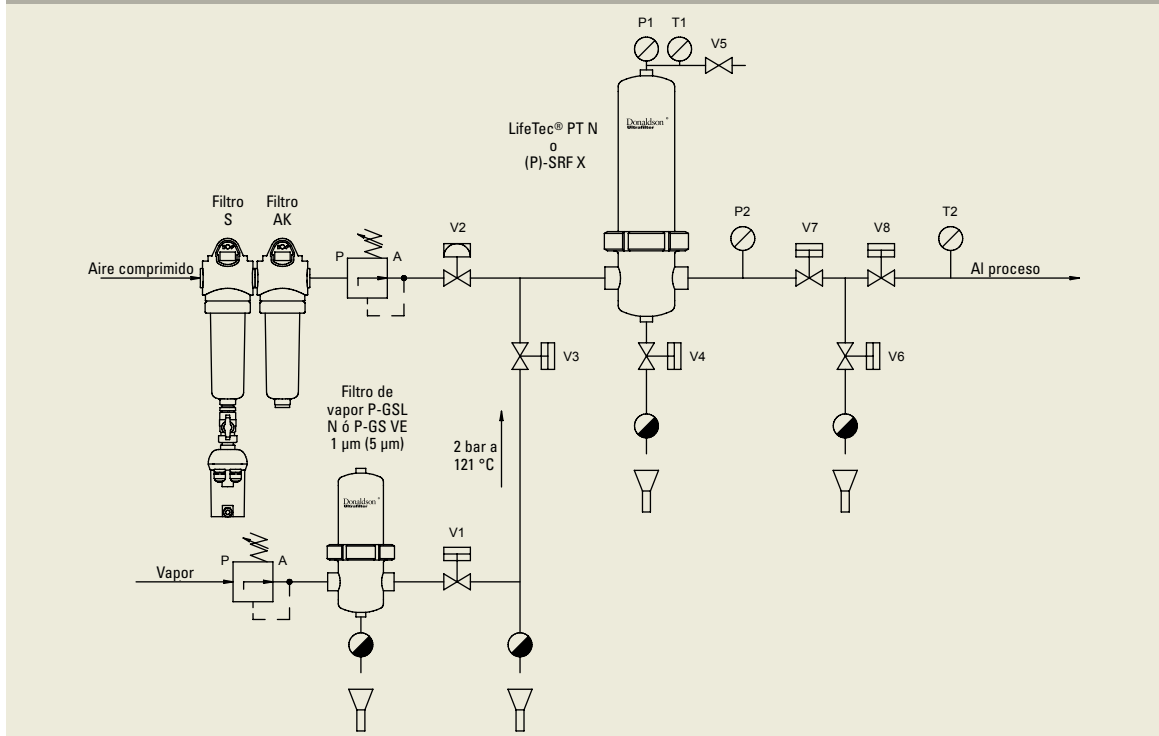 P1
T1
V5
Donaldson
Ultrafilter
LifeTec® PT N
o
(P)-SRF X
Filtro
S
Filtro
AK
V2
P2
V7
V8
T2
P
A
Aire comprimido
Al proceso
V3
V4
V6
Filtro de
vapor P-GSL
N ó P-GS VE
1 µm (5 µm)
2 bar a
121 °C
Donaldson
Ultrafilter
V1
P
A
Vapor